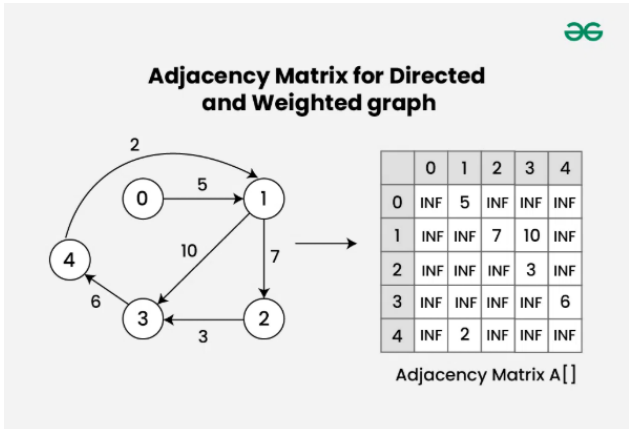 Adjacency Matrix for Directed
and Weighted graph
2
0
5
1
4
10
7
6
3
3
2
0 1 2 3 4
0 INF 5 INF INF INF
1 INF INF 7 10 INF
2 INF INF INF 3 INF
3 INF INF INF INF 6
4 INF 2 INF INF INF
Adjacency Matrix A[]